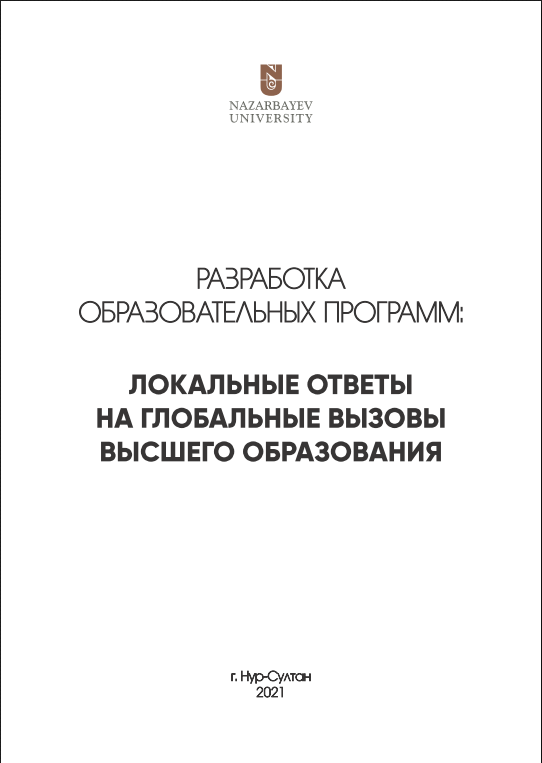 NAZARBAYEV
UNIVERSITY
РАЗРАБОТКА
ОБРАЗОВАТЕЛЬНЫХ ПРОГРАММ:
ЛОКАЛЬНЫЕ ОТВЕТЫ
НА ГЛОБАЛЬНЫЕ ВЫЗОВЫ
ВЫСШЕГО ОБРАЗОВАНИЯ
г. Нур-Султан
2021